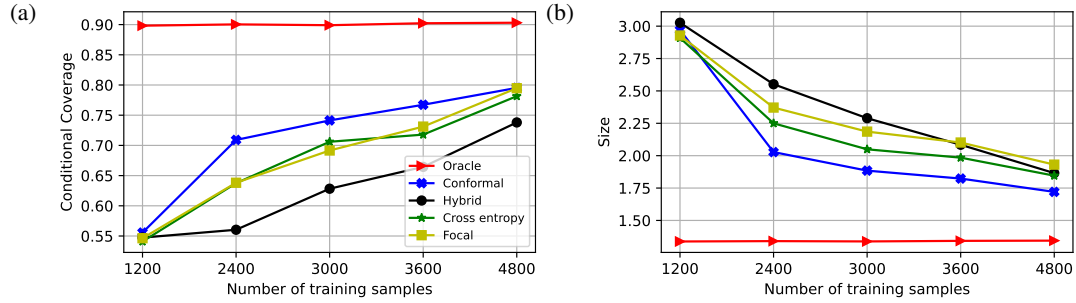 (a)
0.90
0.85
0.80
0.75
0.70
0.65
0.60
0.55
Conditional Coverage
Oracle
Conformal
Hybrid
Cross entropy
Focal
1200 2400 3000 3600 4800
Number of training samples
(b)
3.00
2.75
2.50
2.25
2.00
1.75
1.50
Size
1200 2400 3000 3600 4800
Number of training samples